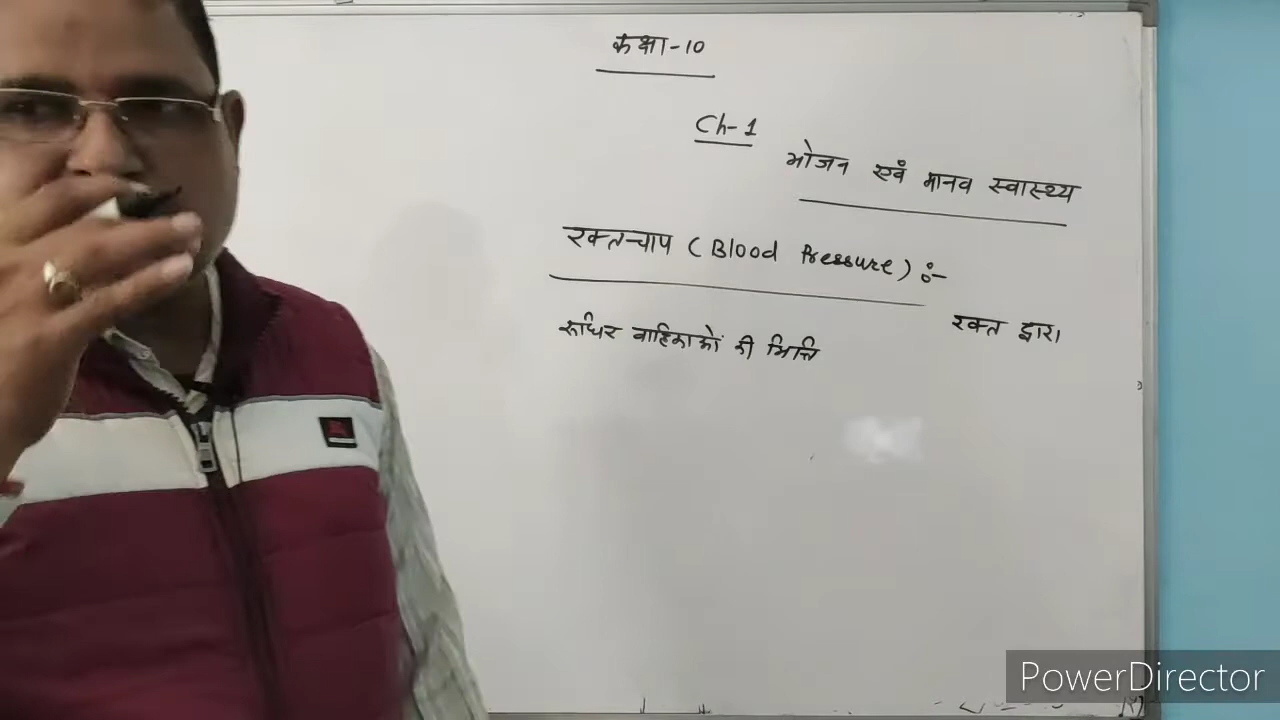 कक्षा-10
Ch-1
भोजन एवं मानव स्वास्थ्य
रक्तचाप (Blood Pressure) :-
रक्त द्वारा
रूधिर वाहिकाओं की भित्ति
PowerDirector